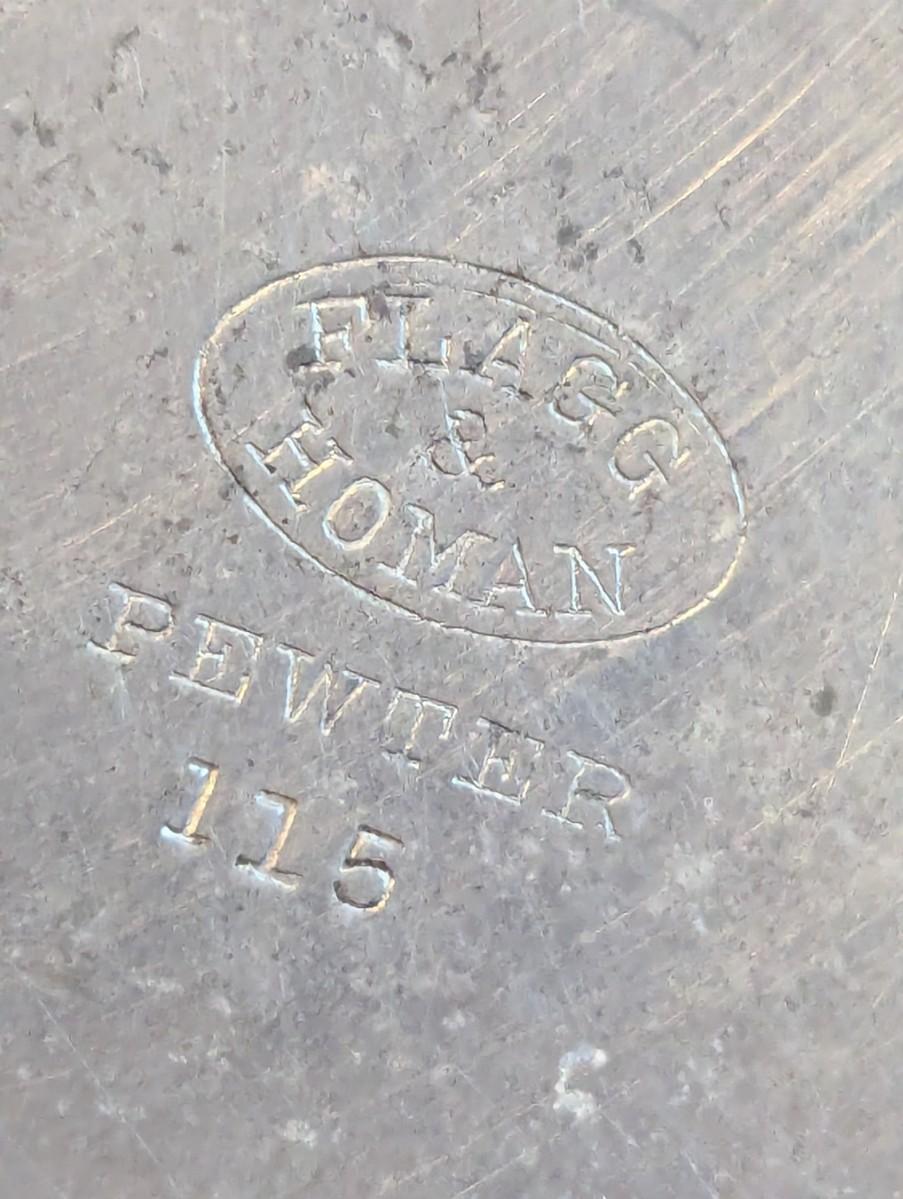 FLAGG
&
HOMAN
PEWTER
115